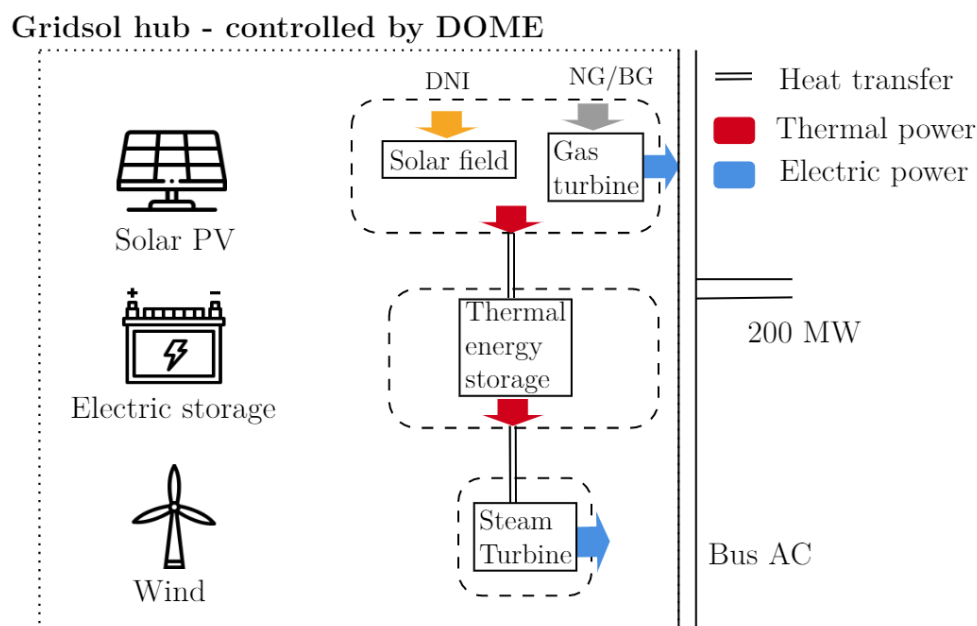 Gridsol hub - controlled by DOME
DNI
NG/BG
Solar field
Gas
turbine
Heat transfer
Thermal power
Electric power
Solar PV
+ -
Thermal
energy
storage
200 MW
Electric storage
Steam
Turbine
Bus AC
Wind